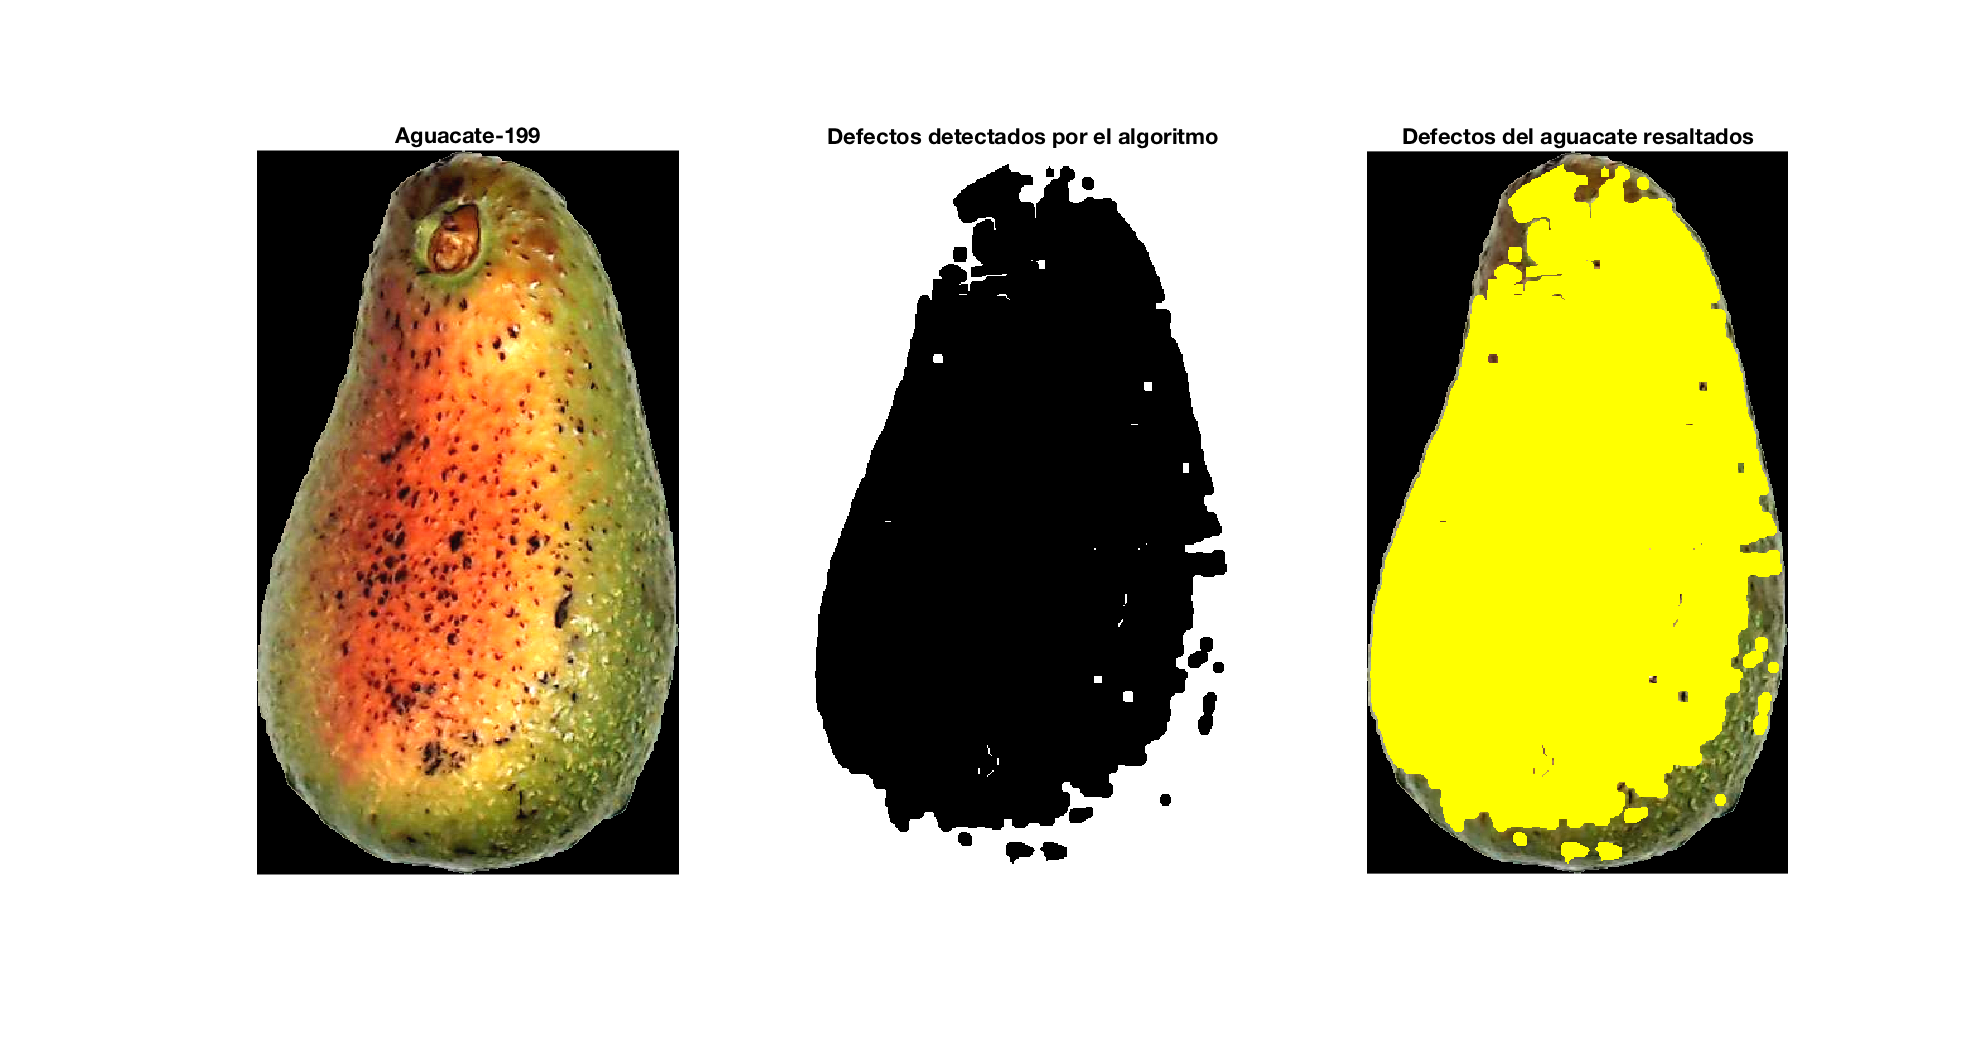 Aguacate-199
Defectos detectados por el algoritmo
Defectos del aguacate resaltados